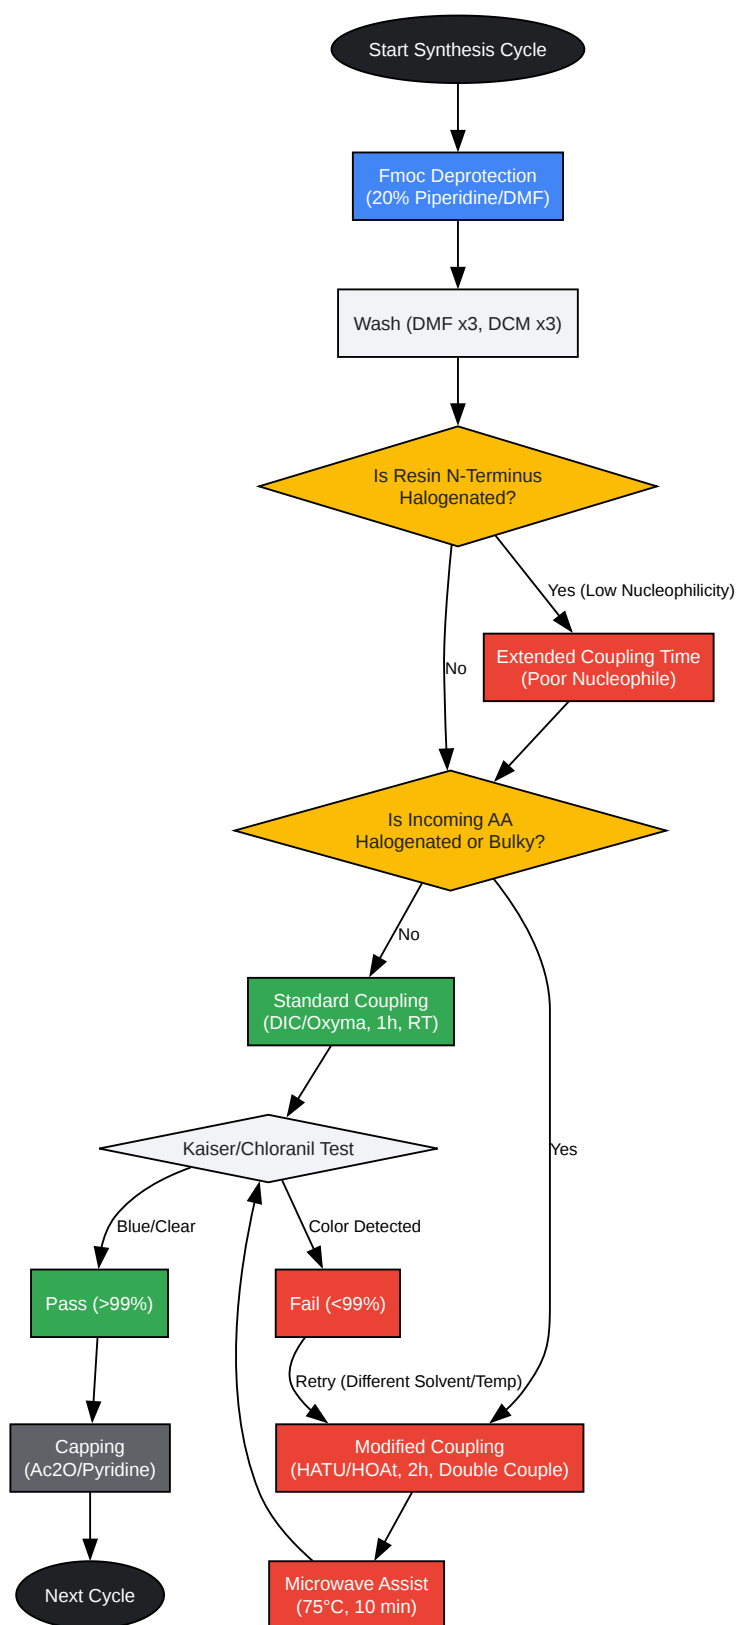 Start Synthesis Cycle
Fmoc Deprotection
(20% Piperidine/DMF)
Wash (DMF x3, DCM x3)
Is Resin N-Terminus
Halogenated?
Yes (Low Nucleophilicity)
Extended Coupling Time
(Poor Nucleophile)
No
Is Incoming AA
Halogenated or Bulky?
No
Standard Coupling
(DIC/Oxyma, 1h, RT)
Kaiser/Chloranil Test
Yes
Blue/Clear
Color Detected
Pass (>99%)
Fail (<99%)
Retry (Different Solvent/Temp)
Capping
(Ac2O/Pyridine)
Modified Coupling
(HATU/HOAt, 2h, Double Couple)
Next Cycle
Microwave Assist
(75°C, 10 min)